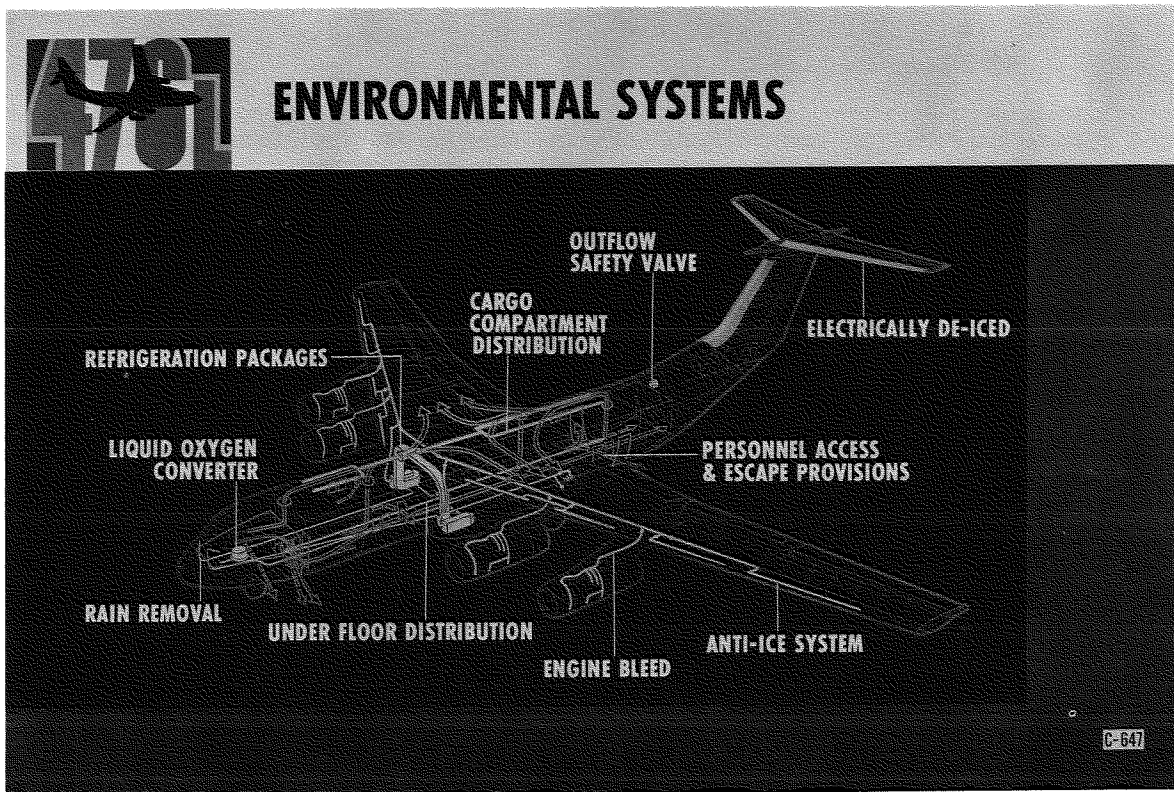 476L
ENVIRONMENTAL SYSTEMS
OUTFLOW
SAFETY VALVE
CARGO
COMPARTMENT
DISTRIBUTION
ELECTRICALLY DE-ICED
REFRIGERATION PACKAGES
LIQUID OXYGEN
CONVERTER
PERSONNEL ACCESS
& ESCAPE PROVISIONS
RAIN REMOVAL
UNDER FLOOR DISTRIBUTION
ANTI-ICE SYSTEM
ENGINE BLEED
C-647